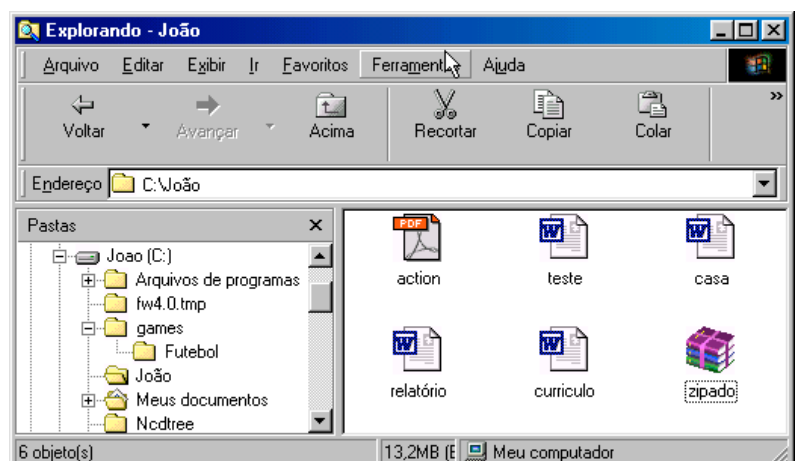 Explorando - João
Arquivo Editar Exibir Ir Favoritos Ferramentas Ajuda
Voltar Avançar Acima Recortar Copiar Colar »
Endereço C:\João
Pastas
Joao (C:)
Arquivos de programas
fw4.0.tmp
games
Futebol
João
Meus documentos
Ncdtree
PDF
action teste casa
relatório curriculo zipado
6 objeto(s) 13,2MB (E Meu computador